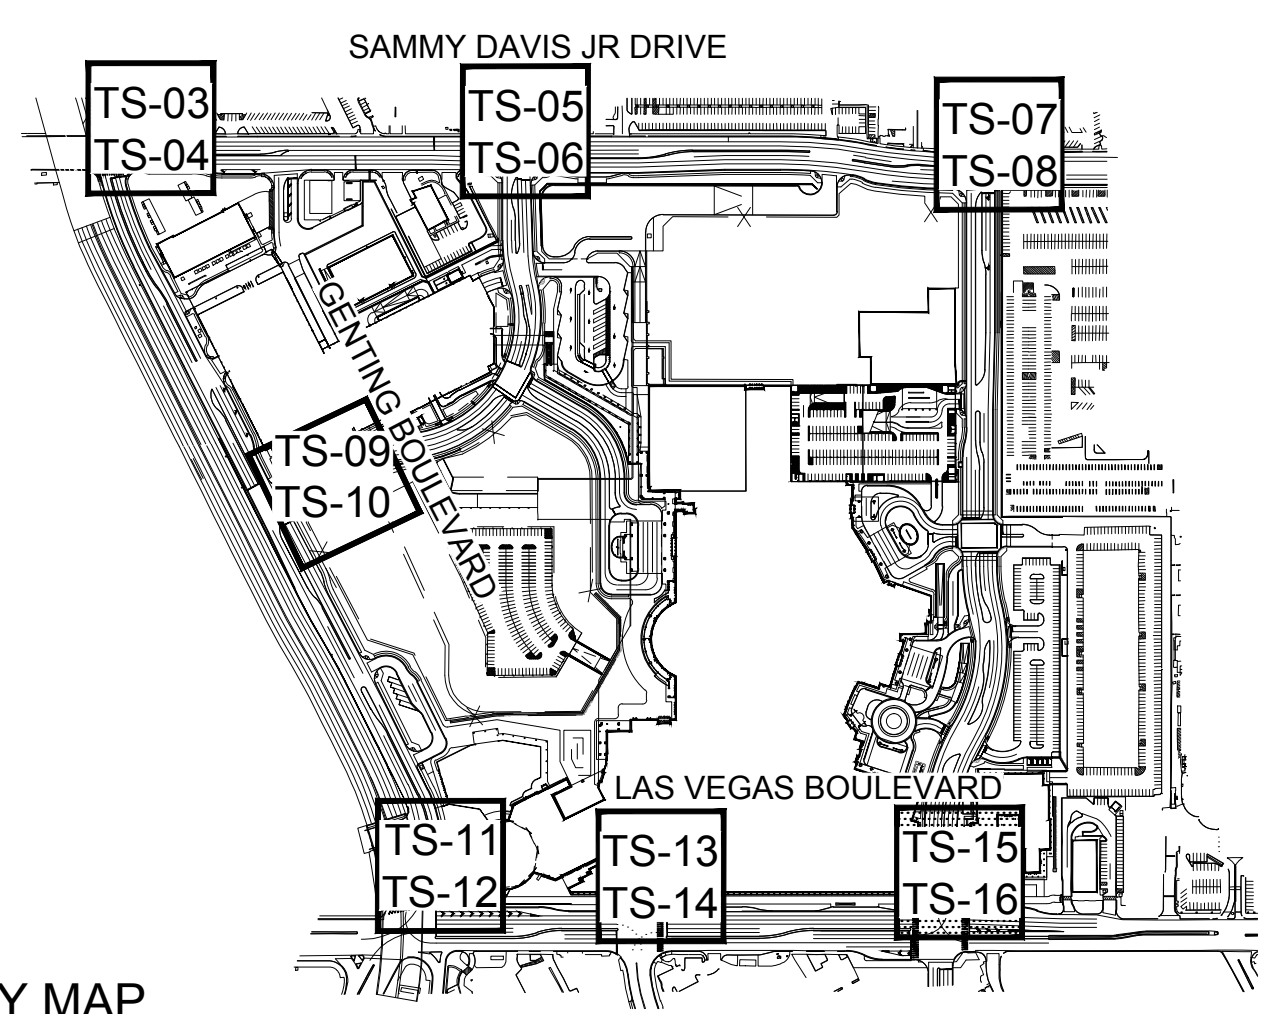 SAMMY DAVIS JR DRIVE
TS-03
TS-04
TS-05
TS-06
TS-07
TS-08
GENTING BOULEVARD
TS-09
TS-10
LAS VEGAS BOULEVARD
TS-11
TS-12
TS-13
TS-14
TS-15
TS-16
Y MAP